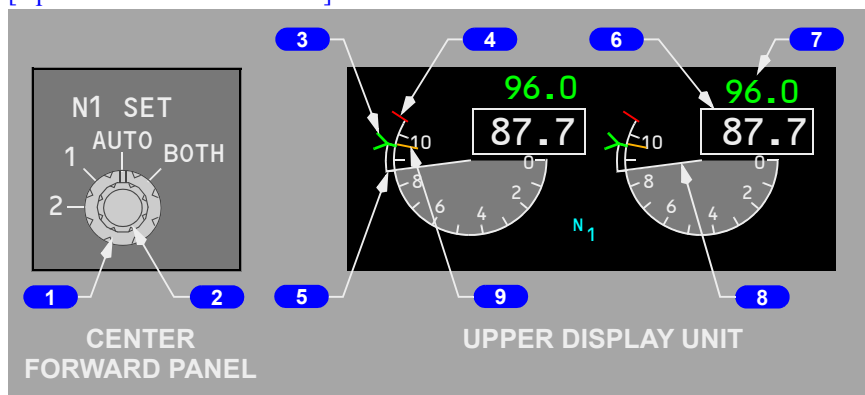 3 4 6 7
N1 SET
AUTO
1 BOTH
2
96.0 96.0
87.7 87.7
10 0 10 0
8 6 4 2 8 6 4 2
N1
1 2 5 9 8
CENTER
FORWARD PANEL
UPPER DISPLAY UNIT